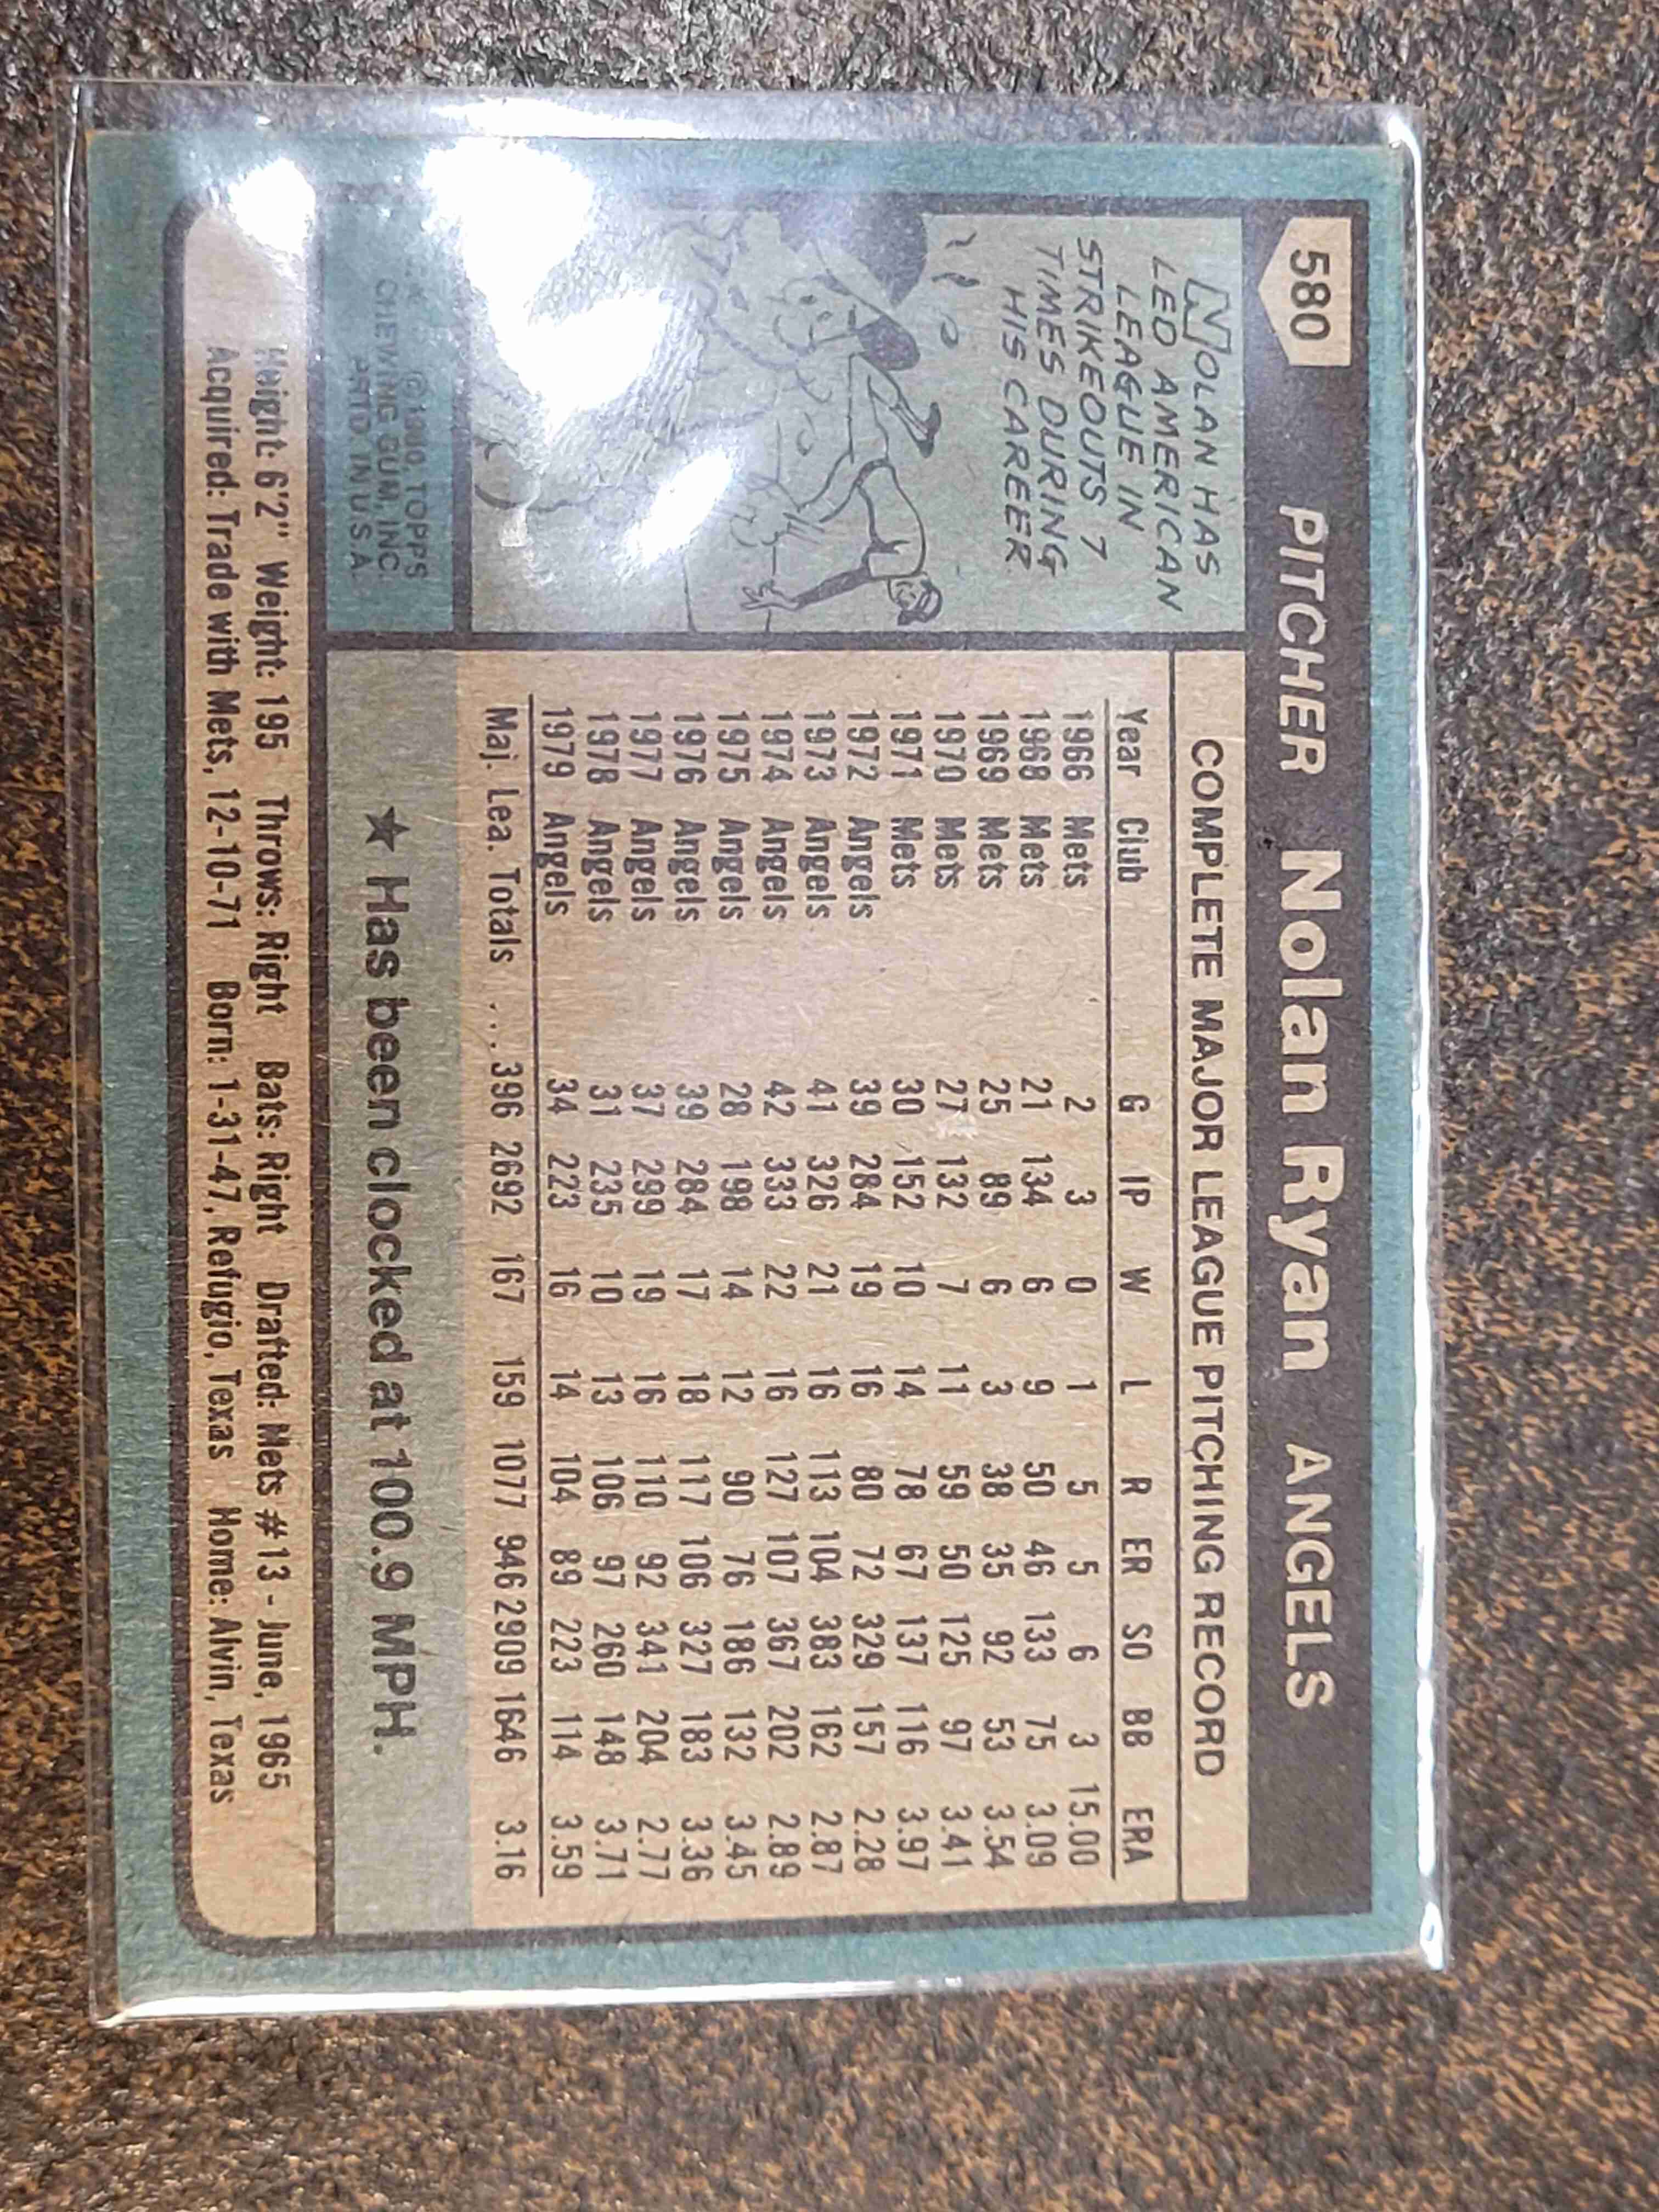 580 PITCHER Nolan Ryan ANGELS
NOLAN HAS
LED AMERICAN
LEAGUE IN
STRIKEOUTS 7
TIMES DURING
HIS CAREER
© 1980 TOPPS
CHEWING GUM, INC.
PRTD IN U S A.
COMPLETE MAJOR LEAGUE PITCHING RECORD
Year Club G IP W L R ER SO BB ERA
1966 Mets 2 3 0 1 5 5 6 3 15.00
1968 Mets 21 134 6 9 50 46 133 75 3.09
1969 Mets 25 89 6 3 38 35 92 53 3.54
1970 Mets 27 132 7 11 59 50 125 97 3.41
1971 Mets 30 152 10 14 78 67 137 116 3.97
1972 Angels 39 284 19 16 80 72 329 157 2.28
1973 Angels 41 326 21 16 113 104 383 162 2.87
1974 Angels 42 333 22 16 127 107 367 202 2.89
1975 Angels 28 198 14 12 90 76 186 132 3.45
1976 Angels 39 284 17 18 117 106 327 183 3.36
1977 Angels 37 299 19 16 110 92 341 204 2.77
1978 Angels 31 235 10 13 106 97 260 148 3.71
1979 Angels 34 223 16 14 104 89 223 114 3.59
Maj. Lea. Totals ... 396 2692 167 159 1077 946 2909 1646 3.16
★ Has been clocked at 100.9 MPH.
Height: 6'2" Weight: 195 Throws: Right Bats: Right Drafted: Mets #13 - June, 1965
Acquired: Trade with Mets, 12-10-71 Born: 1-31-47, Refugio, Texas Home: Alvin, Texas